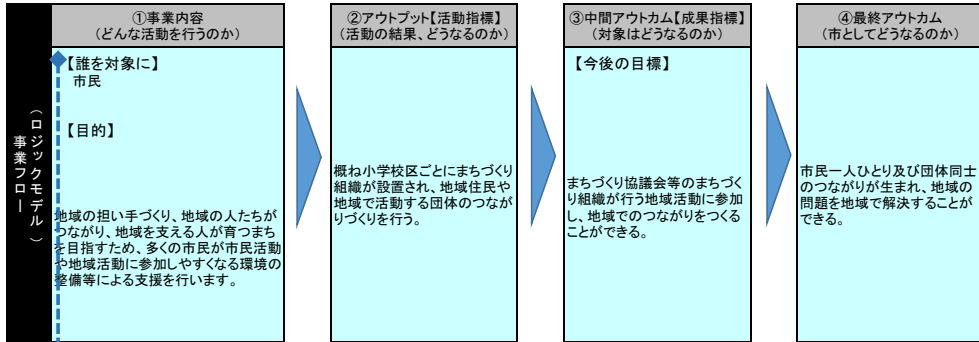 （ロジックモデル）
事業フロー
①事業内容
（どんな活動を行うのか）
【誰を対象に】
市民
【目的】
地域の担い手づくり、地域の人たちが
つながり、地域を支える人が育つまち
を目指すため、多くの市民が市民活動
や地域活動に参加しやすくなる環境の
整備等による支援を行います。
②アウトプット【活動指標】
（活動の結果、どうなるのか）
概ね小学校区ごとにまちづくり
組織が設置され、地域住民や
地域で活動する団体のつなが
りづくりを行う。
③中間アウトカム【成果指標】
（対象はどうなるのか）
【今後の目標】
まちづくり協議会等のまちづく
り組織が行う地域活動に参加
し、地域でのつながりをつくる
ことができる。
④最終アウトカム
（市としてどうなるのか）
市民一人ひとり及び団体同士
のつながりが生まれ、地域の
問題を地域で解決することが
できる。